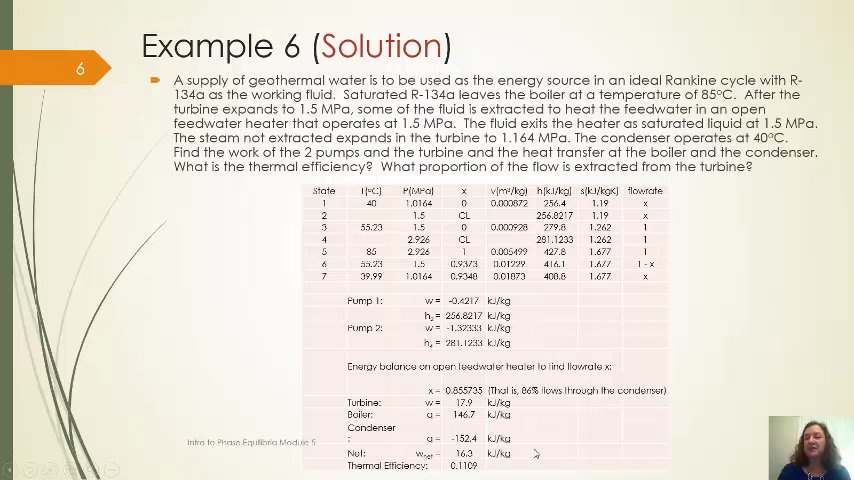 6
Example 6 (Solution)
A supply of geothermal water is to be used as the energy source in an ideal Rankine cycle with R-
134a as the working fluid. Saturated R-134a leaves the boiler at a temperature of 85°C. After the
turbine expands to 1.5 MPa, some of the fluid is extracted to heat the feedwater in an open
feedwater heater that operates at 1.5 MPa. The fluid exits the heater as saturated liquid at 1.5 MPa.
The steam not extracted expands in the turbine to 1.164 MPa. The condenser operates at 40°C.
Find the work of the 2 pumps and the turbine and the heat transfer at the boiler and the condenser.
What is the thermal efficiency? What proportion of the flow is extracted from the turbine?
State T(°C) P(MPa) x v(m³/kg) h(kJ/kg) s(kJ/kgK) flowrate
1 40 1.0164 0 0.000872 256.4 1.19 x
2 1.5 CL 256.8217 1.19 x
3 55.23 1.5 0 0.000928 279.8 1.262 1
4 2.926 CL 281.1233 1.262 1
5 85 2.926 1 0.005499 427.8 1.677 1
6 55.23 1.5 0.9373 0.01229 416.1 1.677 1 - x
7 39.99 1.0164 0.9348 0.01873 408.8 1.677 x
Pump 1: w = -0.4217 kJ/kg
h₂ = 256.8217 kJ/kg
Pump 2: w = -1.32333 kJ/kg
h₄ = 281.1233 kJ/kg
Energy balance on open feedwater heater to find flowrate x:
x = 0.855735 (That is, 86% flows through the condenser)
Turbine: w = 17.9 kJ/kg
Boiler: q = 146.7 kJ/kg
Condenser
: q = -152.4 kJ/kg
Net: wnet = 16.3 kJ/kg
Thermal Efficiency: 0.1109
Intro to Phase Equilibria Module 5